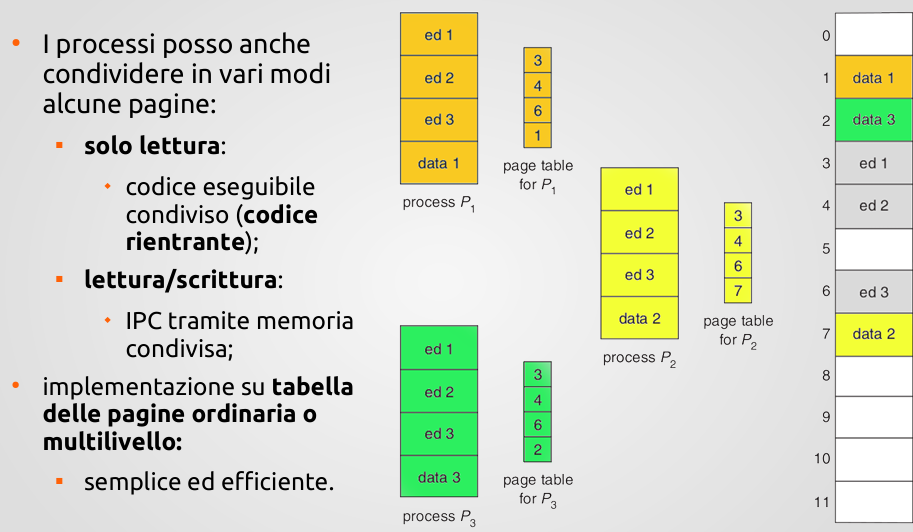 I processi posso anche
condividere in vari modi
alcune pagine:
solo lettura:
codice eseguibile
condiviso (codice
rientrante);
lettura/scrittura:
IPC tramite memoria
condivisa;
implementazione su tabella
delle pagine ordinaria o
multilivello:
semplice ed efficiente.
ed 1
ed 2
ed 3
data 1
process P1
3
4
6
1
page table
for P1
ed 1
ed 2
ed 3
data 2
process P2
3
4
6
7
page table
for P2
ed 1
ed 2
ed 3
data 3
process P3
3
4
6
2
page table
for P3
0
1 data 1
2 data 3
3 ed 1
4 ed 2
5
6 ed 3
7 data 2
8
9
10
11